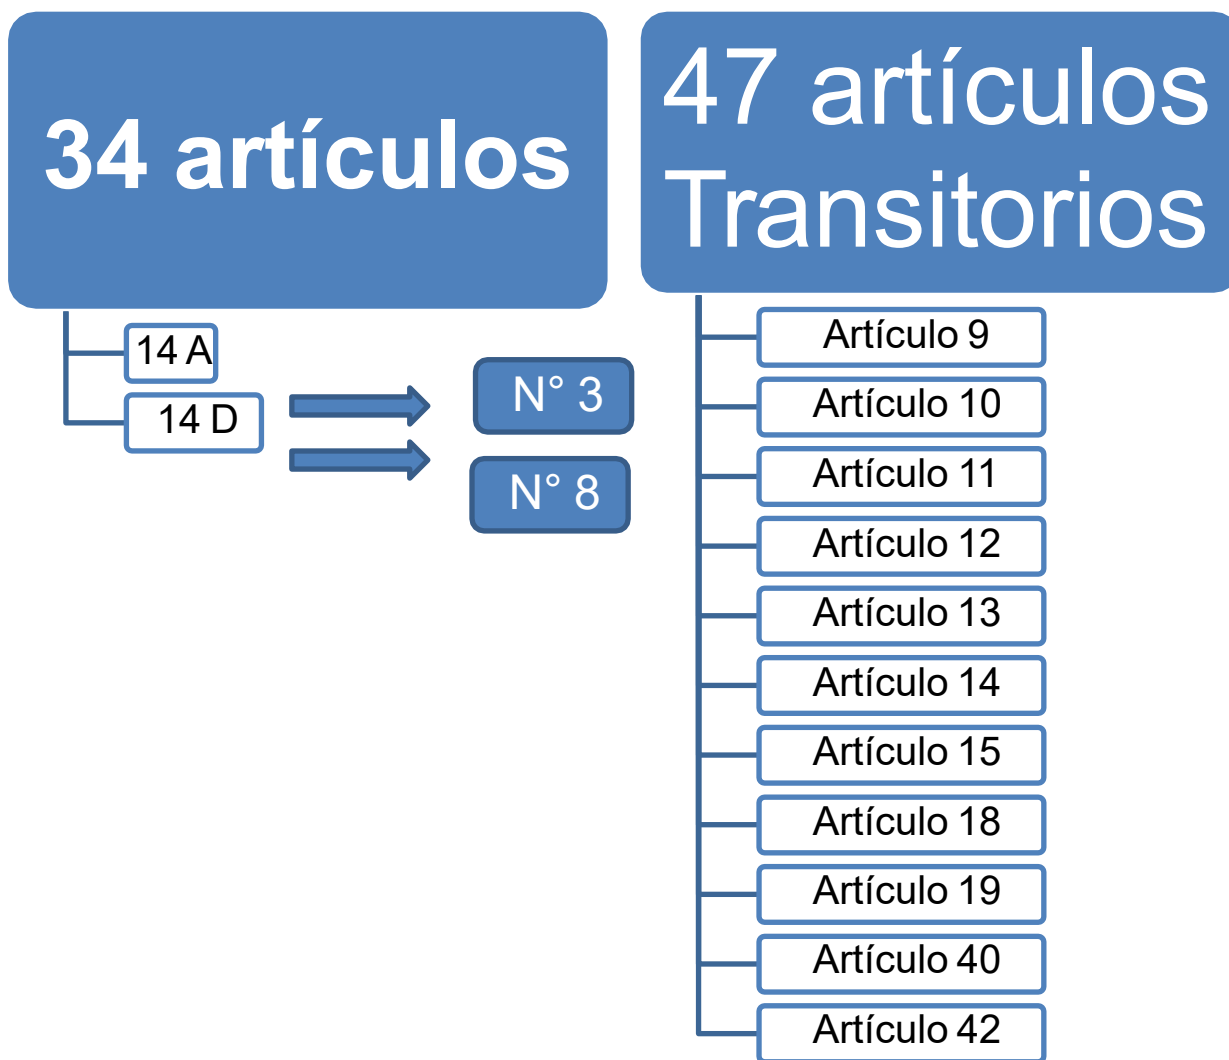 34 artículos
14 A
14 D
N° 3
N° 8
47 artículos
Transitorios
Artículo 9
Artículo 10
Artículo 11
Artículo 12
Artículo 13
Artículo 14
Artículo 15
Artículo 18
Artículo 19
Artículo 40
Artículo 42